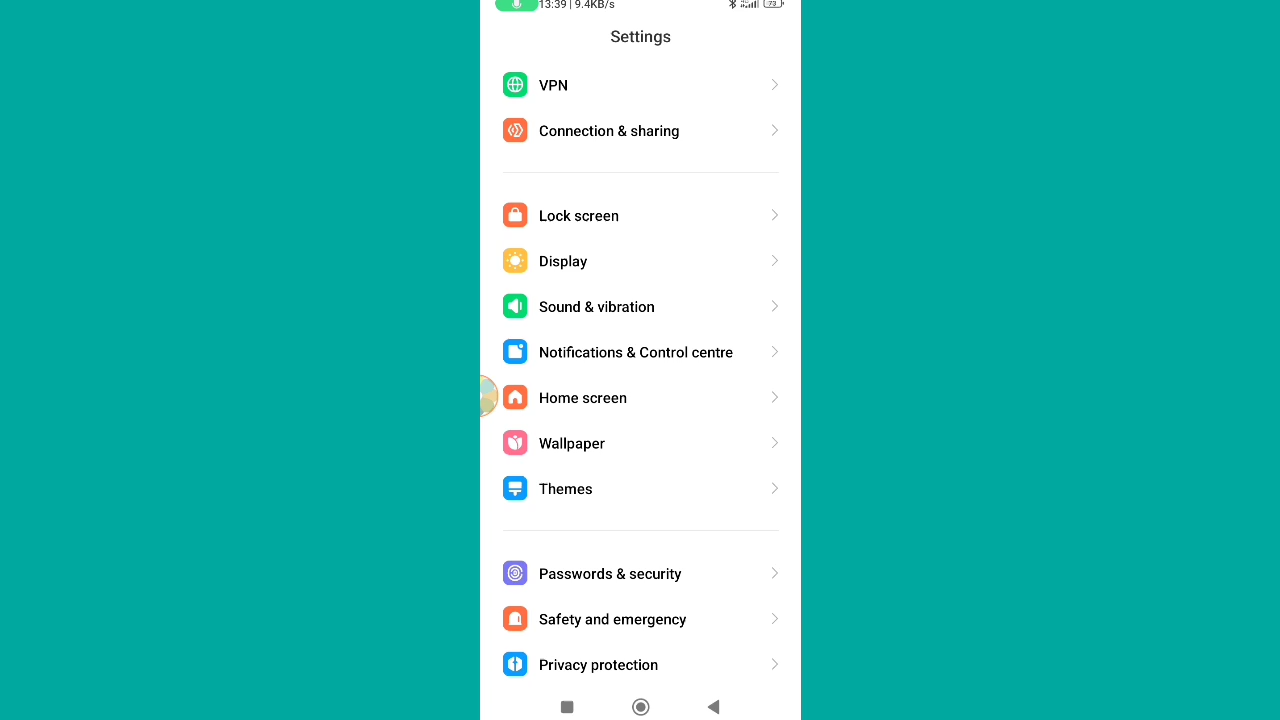 13:39 | 9.4KB/s 73
Settings
VPN
Connection & sharing
Lock screen
Display
Sound & vibration
Notifications & Control centre
Home screen
Wallpaper
Themes
Passwords & security
Safety and emergency
Privacy protection